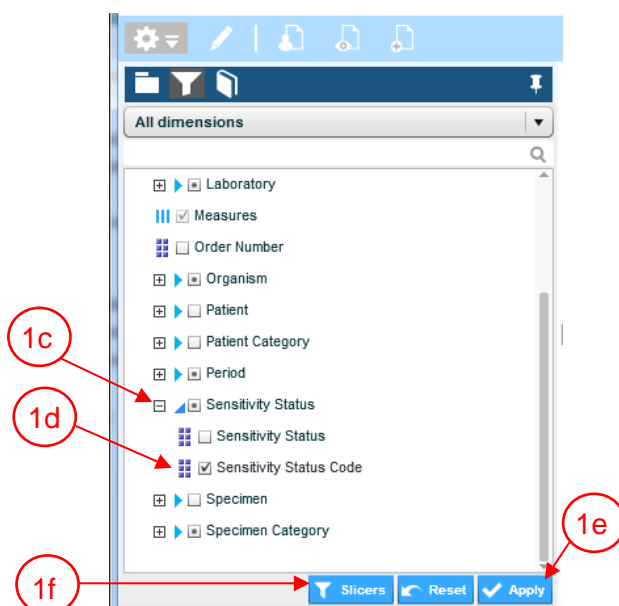 All dimensions
Laboratory
Measures
Order Number
Organism
Patient
Patient Category
1c
Period
Sensitivity Status
1d
Sensitivity Status
Sensitivity Status Code
Specimen
1e
Specimen Category
1f
Slicers Reset Apply